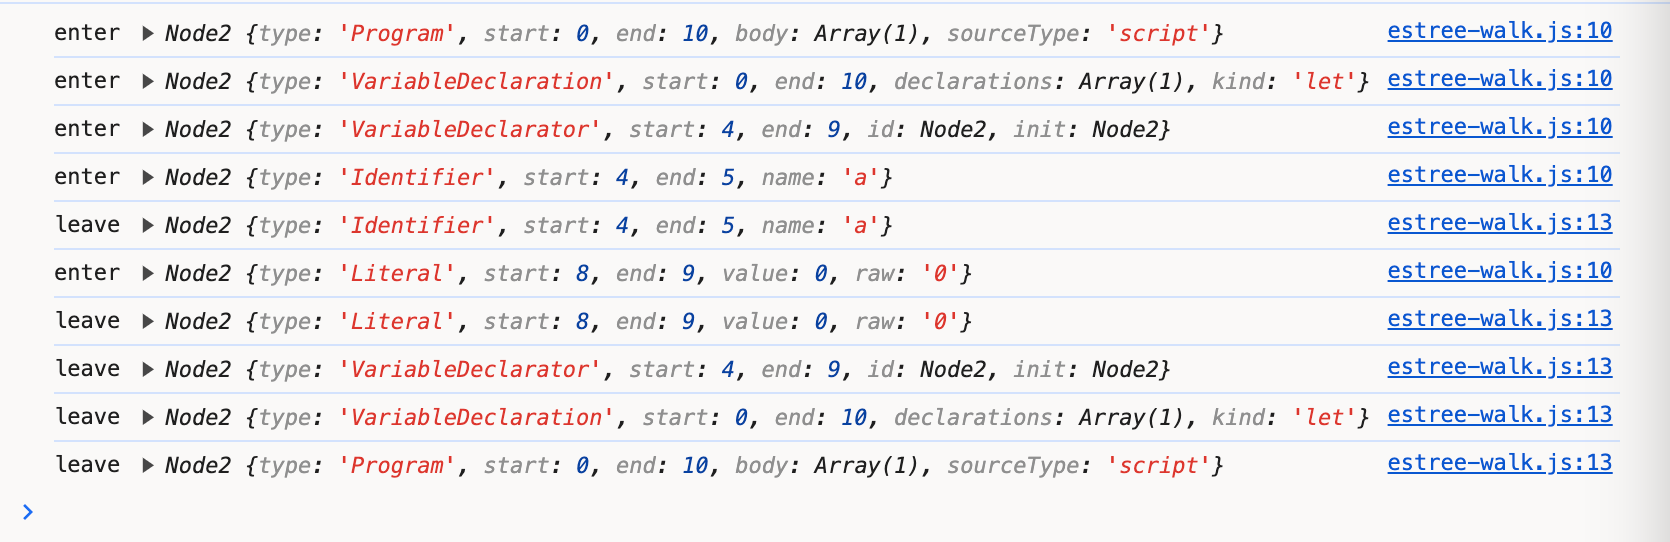 enter ▶ Node2 {type: 'Program', start: 0, end: 10, body: Array(1), sourceType: 'script'} estree-walk.js:10
enter ▶ Node2 {type: 'VariableDeclaration', start: 0, end: 10, declarations: Array(1), kind: 'let'} estree-walk.js:10
enter ▶ Node2 {type: 'VariableDeclarator', start: 4, end: 9, id: Node2, init: Node2} estree-walk.js:10
enter ▶ Node2 {type: 'Identifier', start: 4, end: 5, name: 'a'} estree-walk.js:10
leave ▶ Node2 {type: 'Identifier', start: 4, end: 5, name: 'a'} estree-walk.js:13
enter ▶ Node2 {type: 'Literal', start: 8, end: 9, value: 0, raw: '0'} estree-walk.js:10
leave ▶ Node2 {type: 'Literal', start: 8, end: 9, value: 0, raw: '0'} estree-walk.js:13
leave ▶ Node2 {type: 'VariableDeclarator', start: 4, end: 9, id: Node2, init: Node2} estree-walk.js:13
leave ▶ Node2 {type: 'VariableDeclaration', start: 0, end: 10, declarations: Array(1), kind: 'let'} estree-walk.js:13
leave ▶ Node2 {type: 'Program', start: 0, end: 10, body: Array(1), sourceType: 'script'} estree-walk.js:13